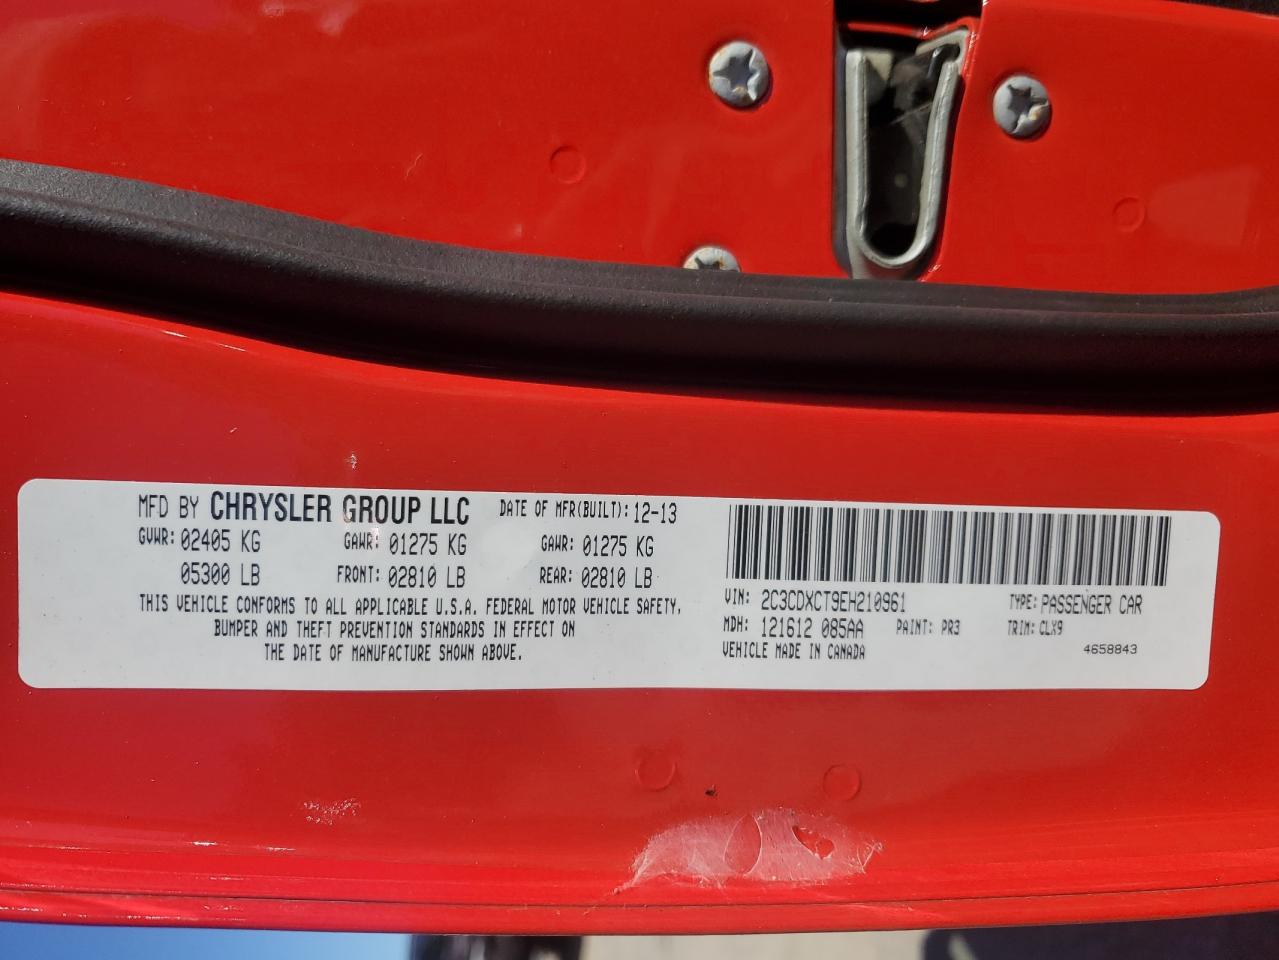 MFD BY CHRYSLER GROUP LLC DATE OF MFR(BUILT): 12-13
GVWR: 02405 KG GAWR: 01275 KG GAWR: 01275 KG
05300 LB FRONT: 02810 LB REAR: 02810 LB
THIS VEHICLE CONFORMS TO ALL APPLICABLE U.S.A. FEDERAL MOTOR VEHICLE SAFETY,
BUMPER AND THEFT PREVENTION STANDARDS IN EFFECT ON
THE DATE OF MANUFACTURE SHOWN ABOVE.
VIN: 2C3CDXCT9EH210961 TYPE: PASSENGER CAR
MDH: 121612 085AA PAINT: PR3 TRIM: CLX9
VEHICLE MADE IN CANADA 4658843